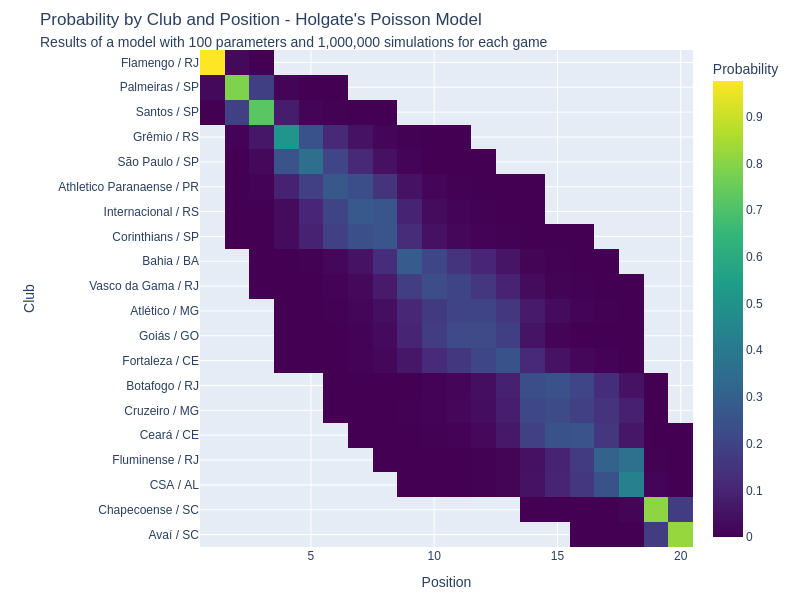 Probability by Club and Position - Holgate's Poisson Model
Results of a model with 100 parameters and 1,000,000 simulations for each game
Probability
Flamengo / RJ
Palmeiras / SP
Santos / SP
Grêmio / RS
São Paulo / SP
Athletico Paranaense / PR
Internacional / RS
Corinthians / SP
Bahia / BA
Vasco da Gama / RJ
Atlético / MG
Goiás / GO
Fortaleza / CE
Botafogo / RJ
Cruzeiro / MG
Ceará / CE
Fluminense / RJ
CSA / AL
Chapecoense / SC
Avaí / SC
Club
5
10
15
20
Position
0.9
0.8
0.7
0.6
0.5
0.4
0.3
0.2
0.1
0